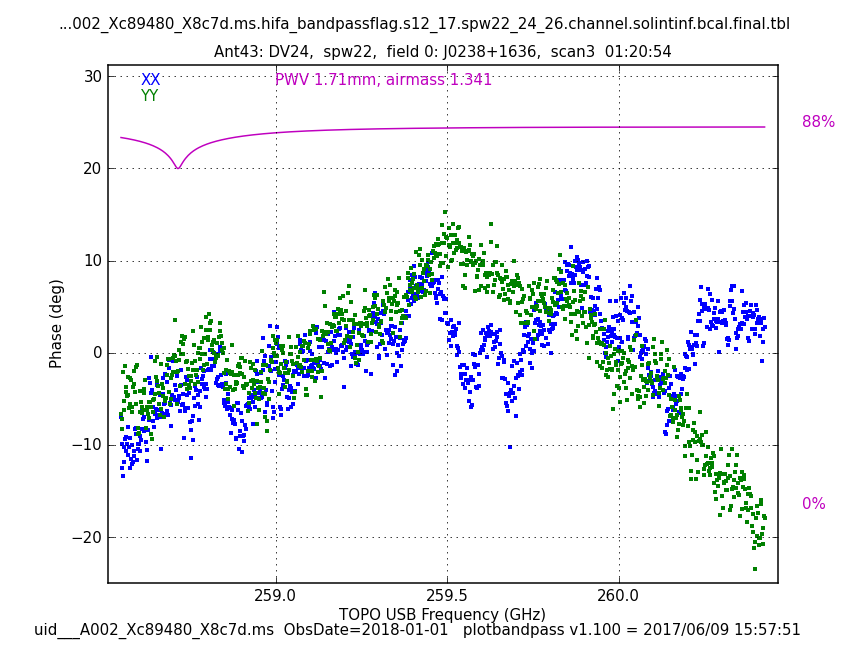 ...002_Xc89480_X8c7d.ms.hifa_bandpassflag.s12_17.spw22_24_26.channel.solintinf.bcal.final.tbl
Ant43: DV24, spw22, field 0: J0238+1636, scan3 01:20:54
XX
YY
PWV 1.71mm, airmass 1.341
88%
0%
30
20
10
0
−10
−20
Phase (deg)
259.0 259.5 260.0
TOPO USB Frequency (GHz)
uid___A002_Xc89480_X8c7d.ms ObsDate=2018-01-01 plotbandpass v1.100 = 2017/06/09 15:57:51